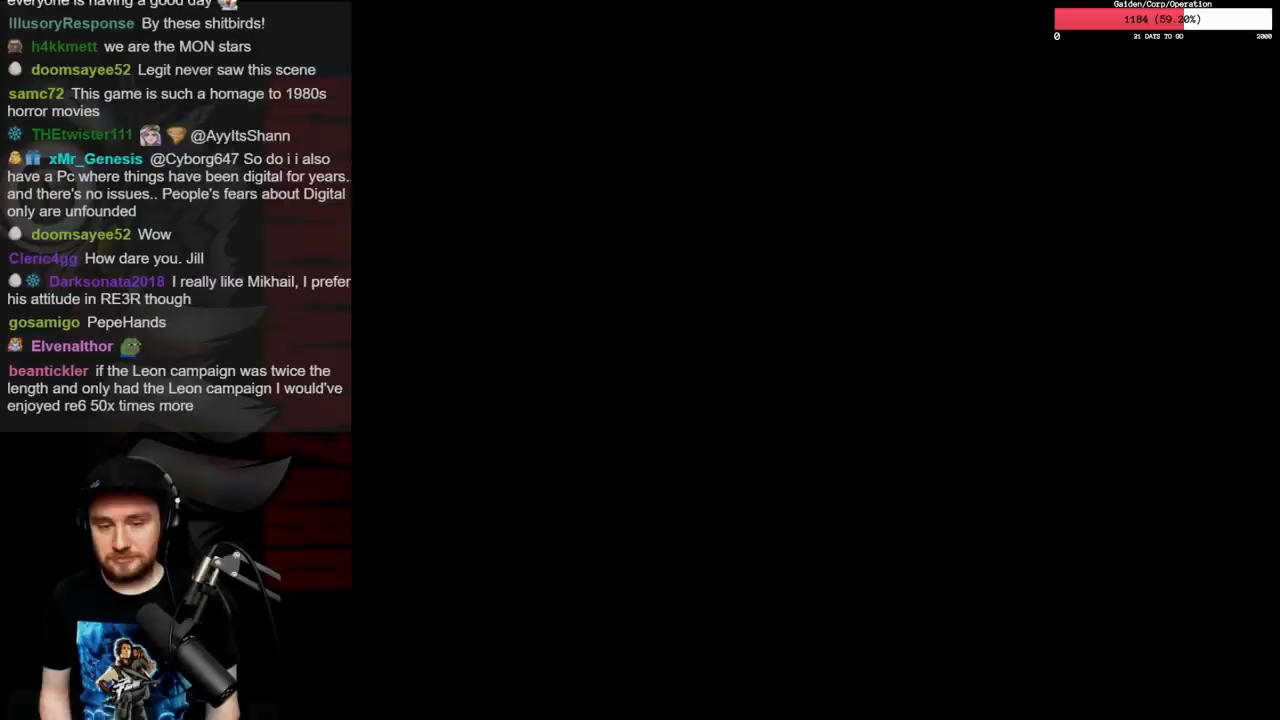 everyone is having a good day
IllusoryResponse By these shitbirds!
h4kkmett we are the MON stars
doomsayee52 Legit never saw this scene
samc72 This game is such a homage to 1980s
horror movies
THEtwister111 @AyyItsShann
xMr_Genesis @Cyborg647 So do i i also
have a Pc where things have been digital for years..
and there's no issues.. People's fears about Digital
only are unfounded
doomsayee52 Wow
Cleric4gg How dare you. Jill
Darksonata2018 I really like Mikhail, I prefer
his attitude in RE3R though
gosamigo PepeHands
Elvenalthor
beantickler if the Leon campaign was twice the
length and only had the Leon campaign I would've
enjoyed re6 50x times more
Gaiden/Corp/Operation
1184 (59.20%)
0 21 DAYS TO GO 2000